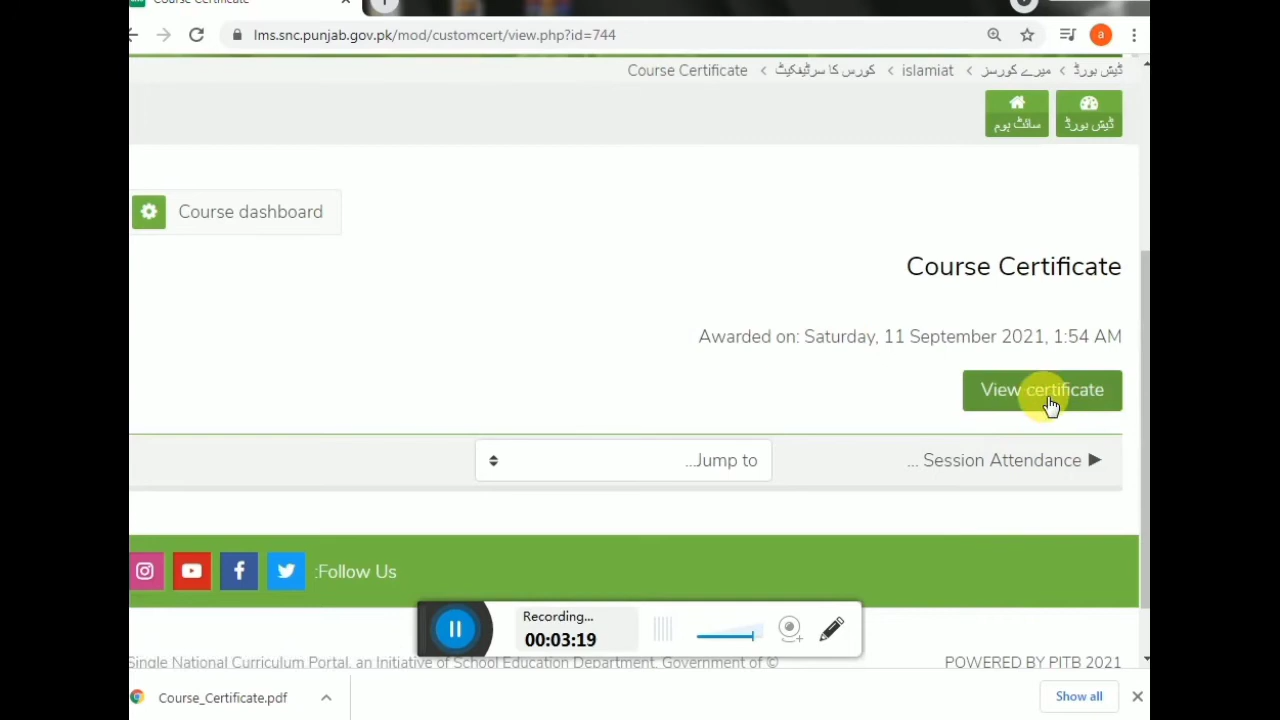 Course Certificate
lms.snc.punjab.gov.pk/mod/customcert/view.php?id=744
a
ڈیش بورڈ > میرے کورسز > islamiat > کورس کا سرٹیفکیٹ > Course Certificate
ڈیش بورڈ
سائٹ ہوم
Course dashboard
Course Certificate
Awarded on: Saturday, 11 September 2021, 1:54 AM
View certificate
... Session Attendance ►
...Jump to
:Follow Us
Recording...
00:03:19
Single National Curriculum Portal, an Initiative of School Education Department, Government of ©
POWERED BY PITB 2021
Course_Certificate.pdf
Show all